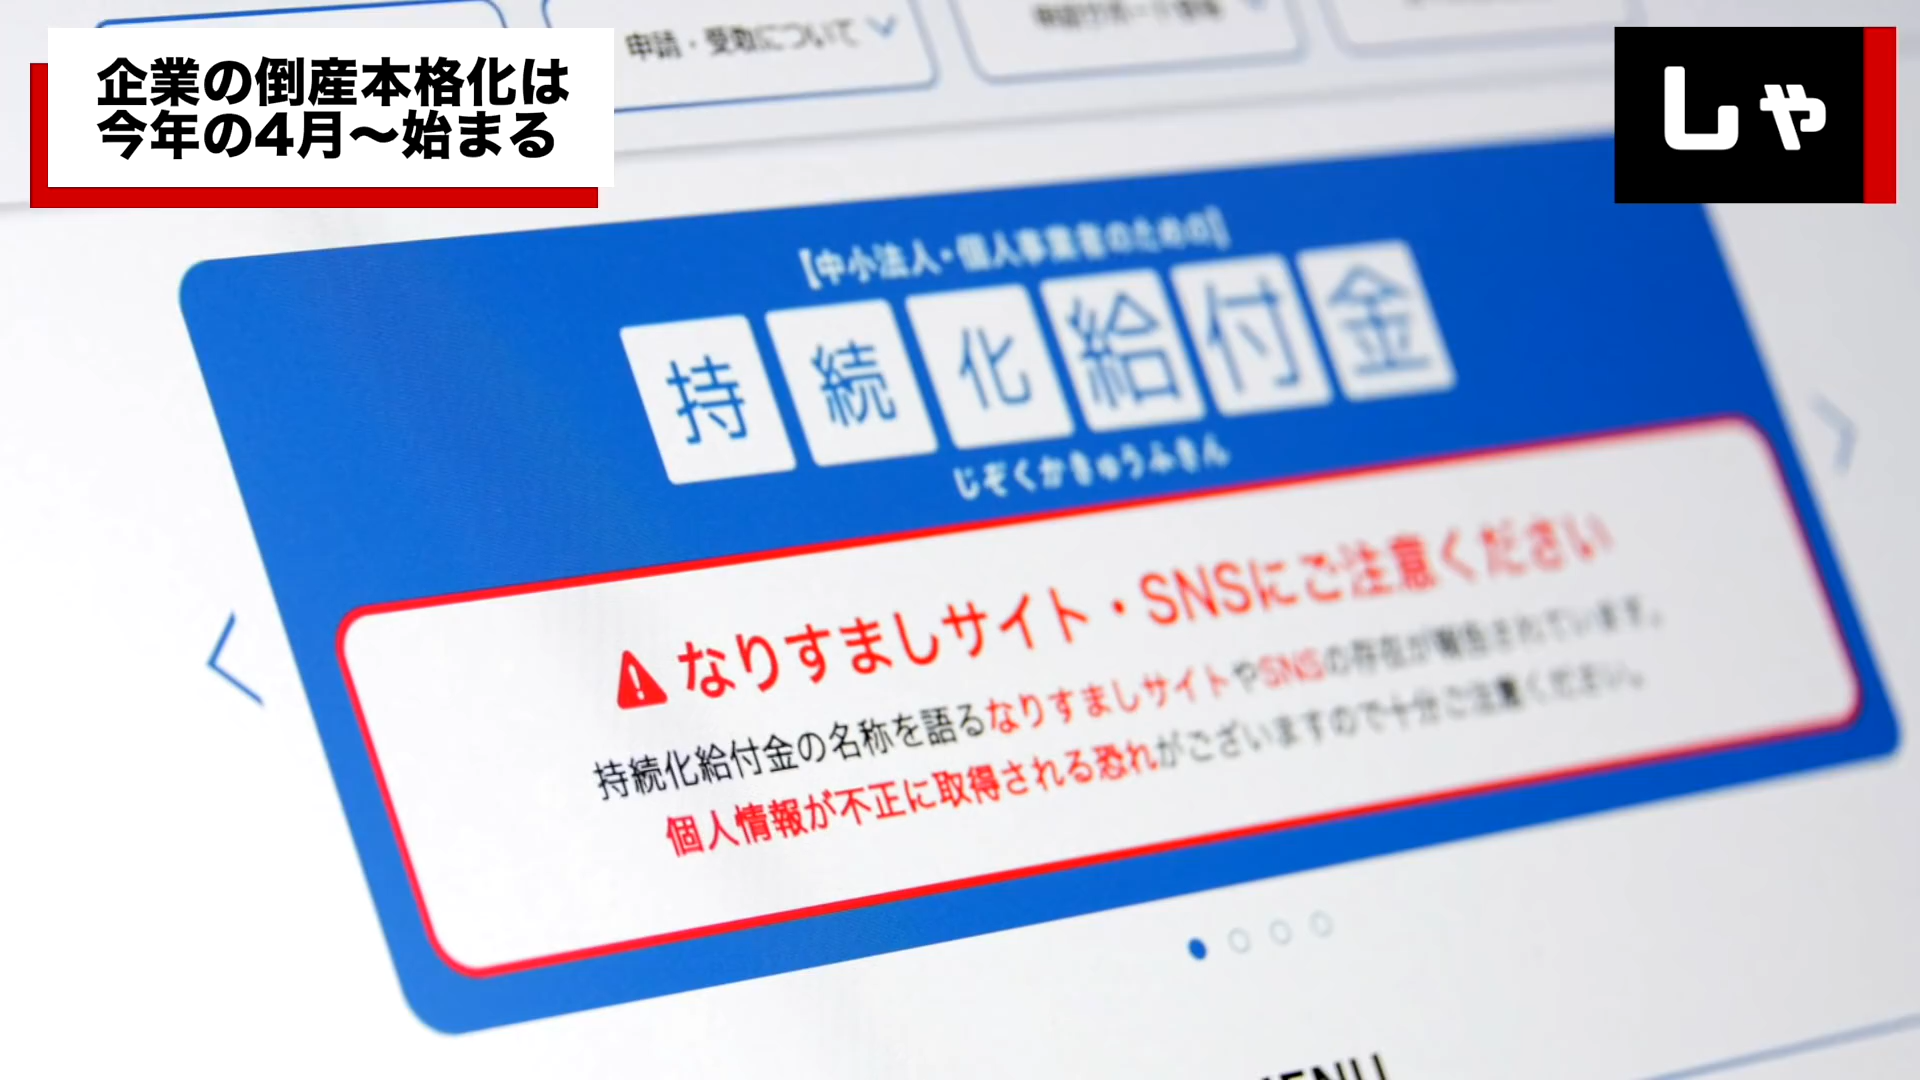 企業の倒産本格化は
今年の4月〜始まる
しゃ
申請・受取について
【中小法人・個人事業者のための】
持続化給付金
じぞくかきゅうふきん
なりすましサイト・SNSにご注意ください
持続化給付金の名称を語るなりすましサイトやSNSの存在が報告されています。
個人情報が不正に取得される恐れがございますので十分ご注意ください。